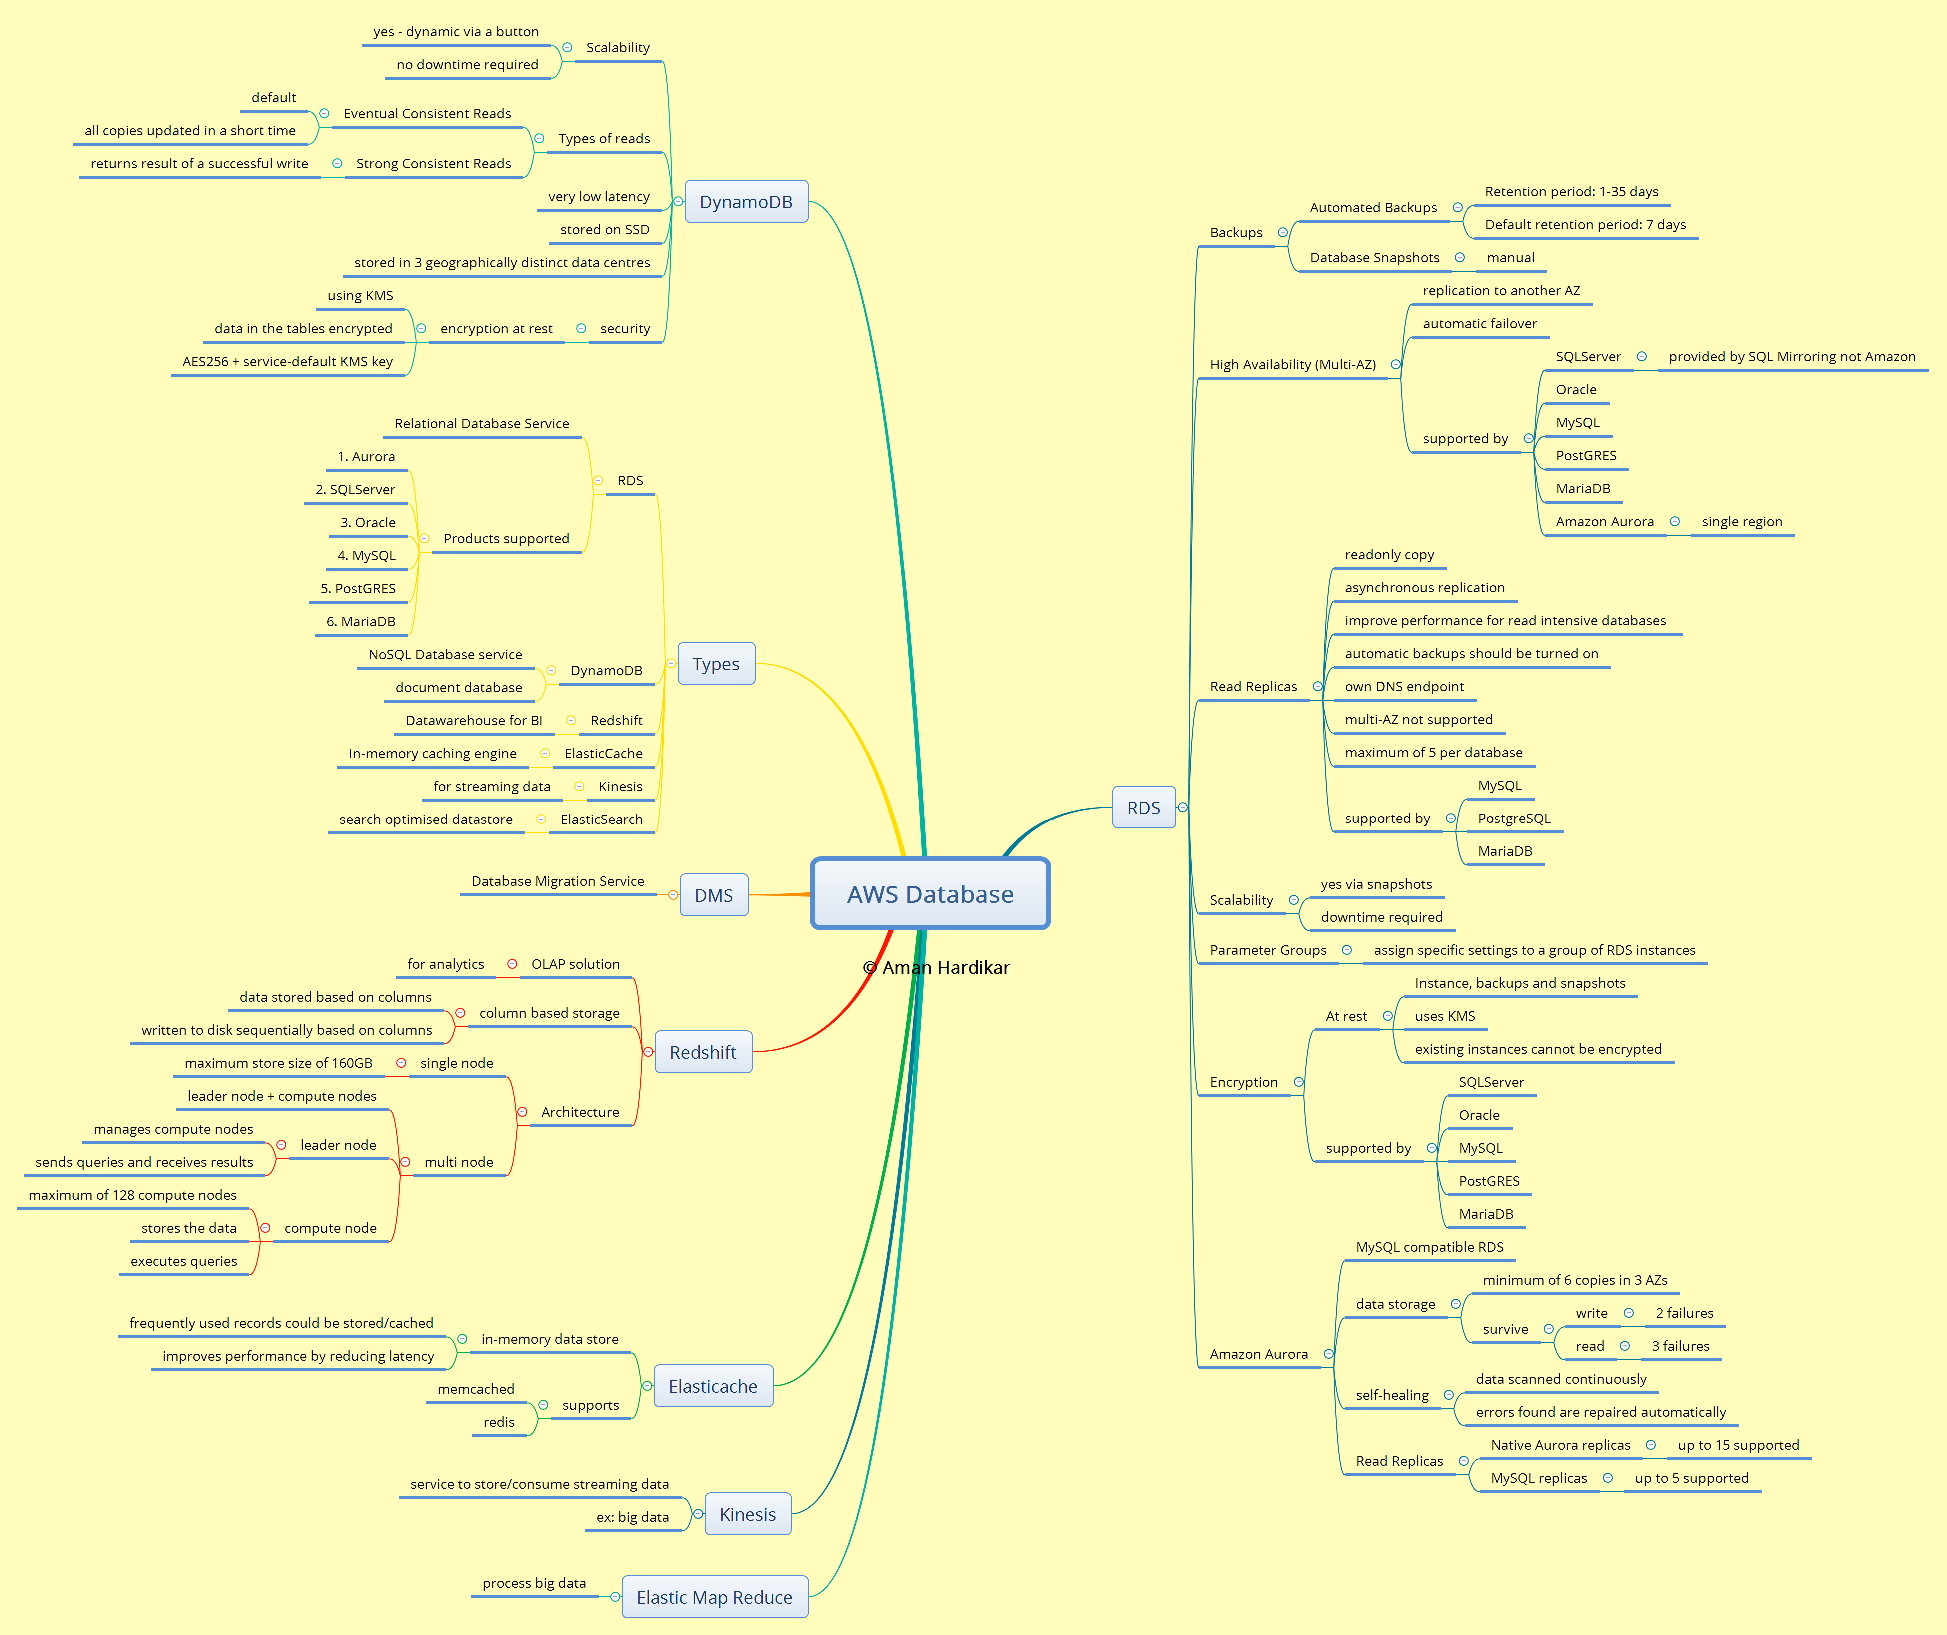 AWS Database
© Aman Hardikar
RDS
Backups
Automated Backups
Retention period: 1-35 days
Default retention period: 7 days
Database Snapshots
manual
High Availability (Multi-AZ)
replication to another AZ
automatic failover
supported by
SQLServer
provided by SQL Mirroring not Amazon
Oracle
MySQL
PostGRES
MariaDB
Amazon Aurora
single region
Read Replicas
readonly copy
asynchronous replication
improve performance for read intensive databases
automatic backups should be turned on
own DNS endpoint
multi-AZ not supported
maximum of 5 per database
supported by
MySQL
PostgreSQL
MariaDB
Scalability
yes via snapshots
downtime required
Parameter Groups
assign specific settings to a group of RDS instances
Encryption
At rest
Instance, backups and snapshots
uses KMS
existing instances cannot be encrypted
supported by
SQLServer
Oracle
MySQL
PostGRES
MariaDB
Amazon Aurora
MySQL compatible RDS
data storage
minimum of 6 copies in 3 AZs
survive
write
2 failures
read
3 failures
self-healing
data scanned continuously
errors found are repaired automatically
Read Replicas
Native Aurora replicas
up to 15 supported
MySQL replicas
up to 5 supported
DynamoDB
Scalability
yes - dynamic via a button
no downtime required
Types of reads
Eventual Consistent Reads
default
all copies updated in a short time
Strong Consistent Reads
returns result of a successful write
very low latency
stored on SSD
stored in 3 geographically distinct data centres
security
encryption at rest
using KMS
data in the tables encrypted
AES256 + service-default KMS key
Types
RDS
Relational Database Service
Products supported
1. Aurora
2. SQLServer
3. Oracle
4. MySQL
5. PostGRES
6. MariaDB
DynamoDB
NoSQL Database service
document database
Redshift
Datawarehouse for BI
ElasticCache
In-memory caching engine
Kinesis
for streaming data
ElasticSearch
search optimised datastore
DMS
Database Migration Service
Redshift
OLAP solution
for analytics
column based storage
data stored based on columns
written to disk sequentially based on columns
Architecture
single node
maximum store size of 160GB
multi node
leader node + compute nodes
leader node
manages compute nodes
sends queries and receives results
compute node
maximum of 128 compute nodes
stores the data
executes queries
Elasticache
in-memory data store
frequently used records could be stored/cached
improves performance by reducing latency
supports
memcached
redis
Kinesis
service to store/consume streaming data
ex: big data
Elastic Map Reduce
process big data